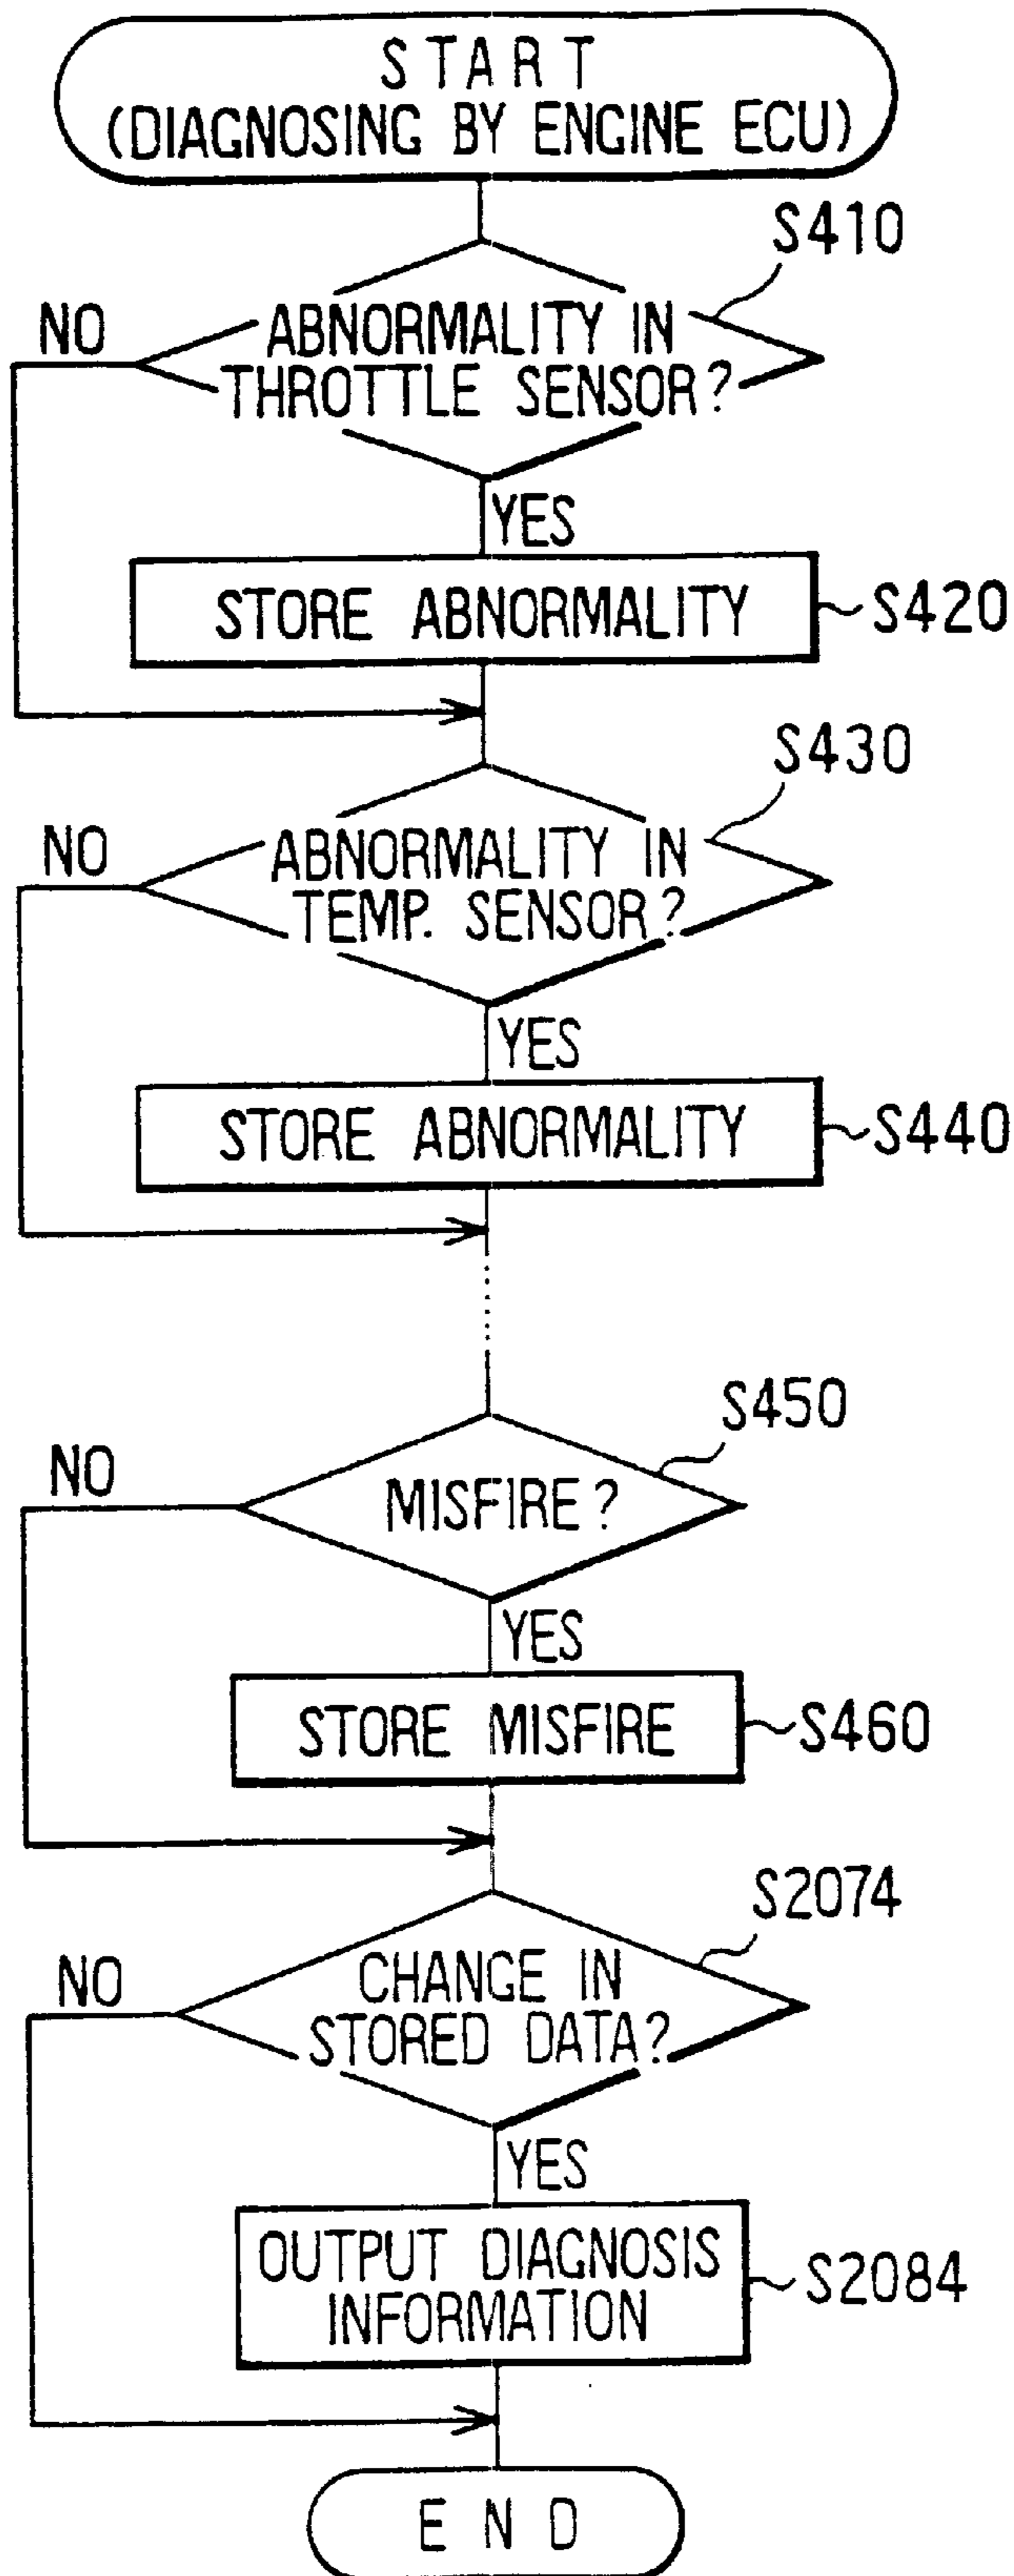 START
(DIAGNOSING BY ENGINE ECU)
S410
NO
ABNORMALITY IN
THROTTLE SENSOR?
YES
STORE ABNORMALITY
S420
S430
NO
ABNORMALITY IN
TEMP. SENSOR?
YES
STORE ABNORMALITY
S440
S450
NO
MISFIRE?
YES
STORE MISFIRE
S460
S2074
NO
CHANGE IN
STORED DATA?
YES
OUTPUT DIAGNOSIS
INFORMATION
S2084
END